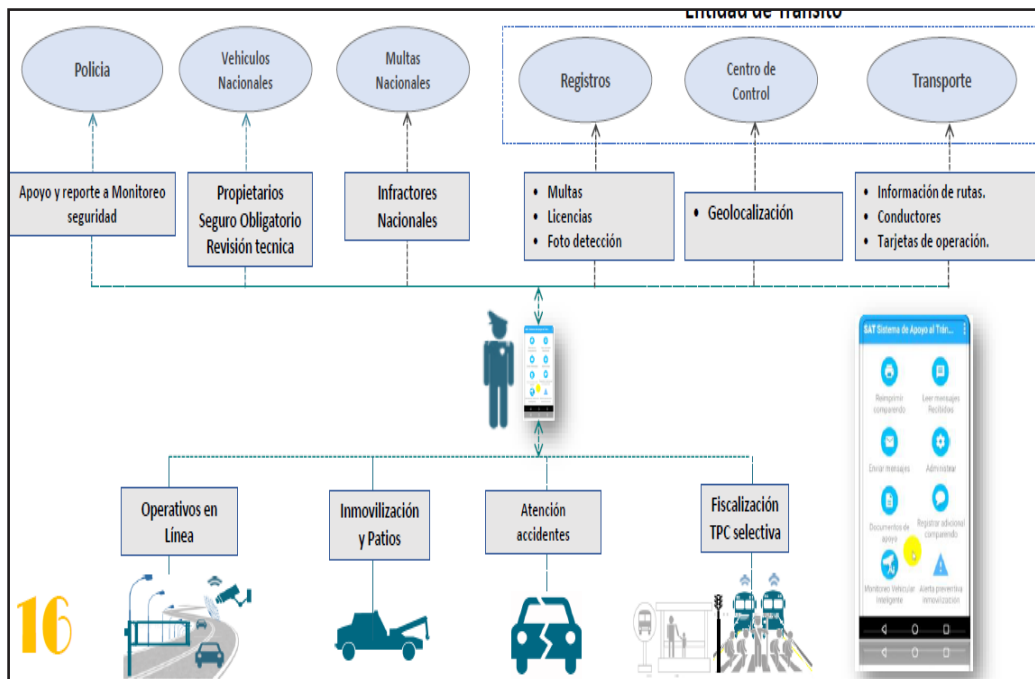 Entidad de Tránsito
Policia
Vehiculos
Nacionales
Multas
Nacionales
Registros
Centro de
Control
Transporte
Apoyo y reporte a Monitoreo
seguridad
Propietarios
Seguro Obligatorio
Revisión tecnica
Infractores
Nacionales
• Multas
• Licencias
• Foto detección
• Geolocalización
• Información de rutas.
• Conductores
• Tarjetas de operación.
SAT Sistema de Apoyo al Trán...
Reimprimir
comparendo
Leer mensajes
Recibidos
Enviar mensajes
Administrar
Documentos de
apoyo
Registrar adicional
comparendo
Monitoreo Vehicular
Inteligente
Alerta preventiva
inmovilización
Operativos en
Línea
Inmovilización
y Patios
Atención
accidentes
Fiscalización
TPC selectiva
16